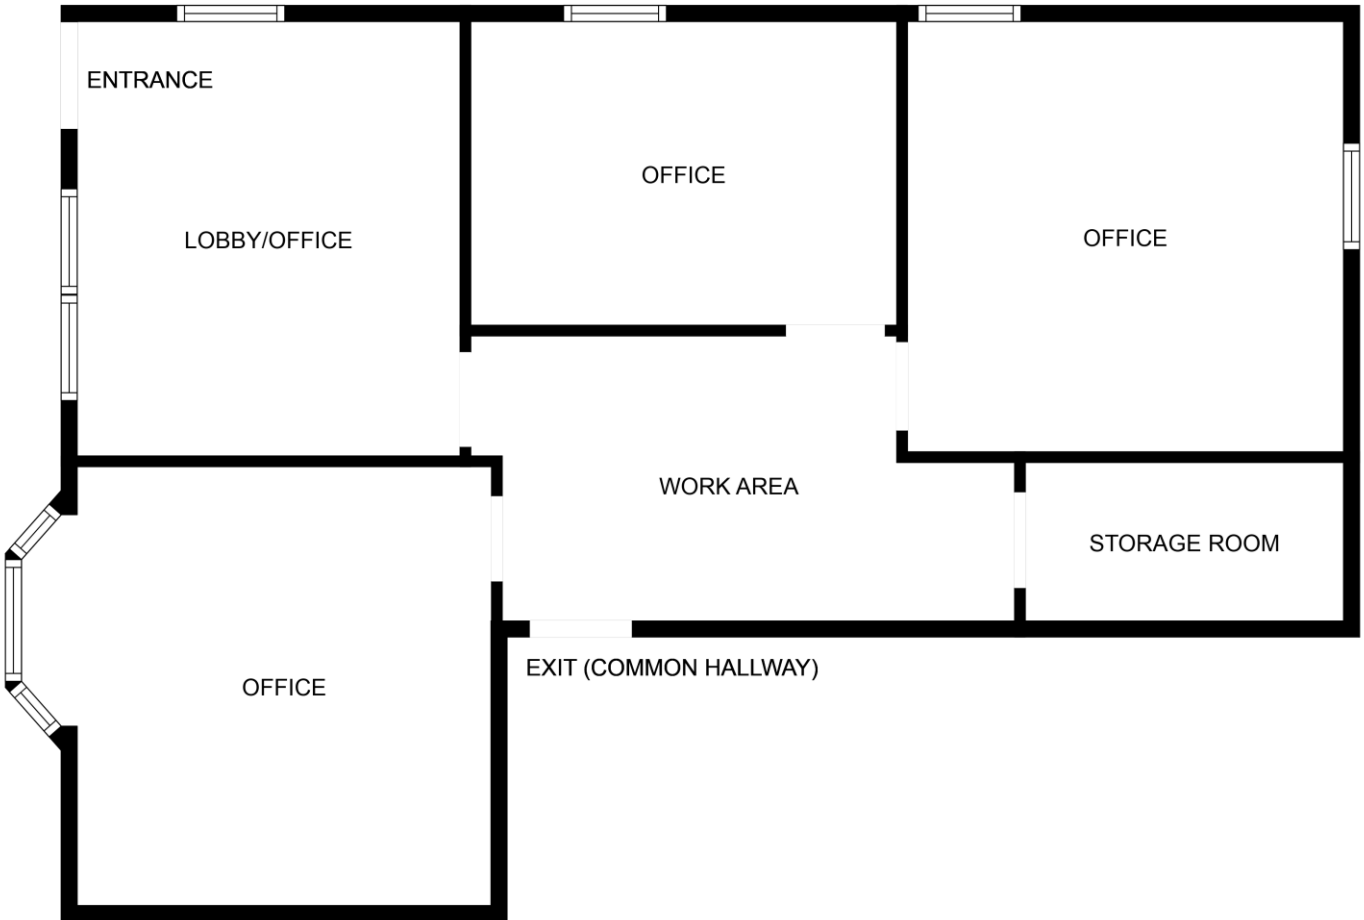 ENTRANCE
OFFICE
LOBBY/OFFICE
OFFICE
WORK AREA
STORAGE ROOM
EXIT (COMMON HALLWAY)
OFFICE